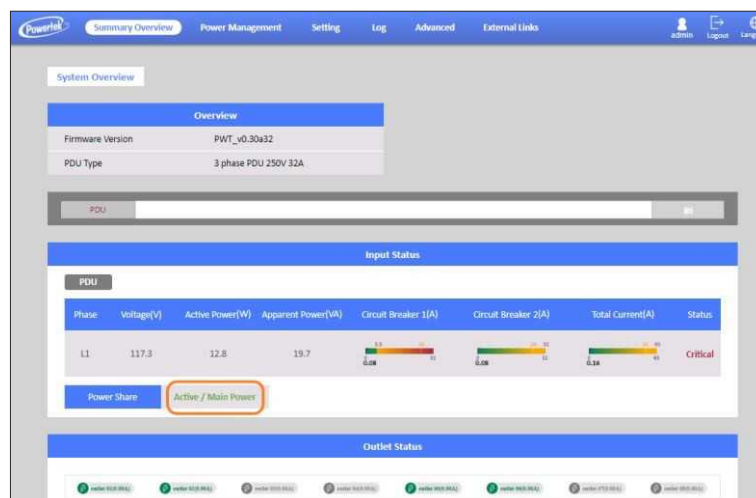 Powertek
Summary Overview Power Management Setting Log Advanced External Links
admin Logout Lang
System Overview
Overview
Firmware Version PWT_v0.30a32
PDU Type 3 phase PDU 250V 32A
PDU
Input Status
PDU
Phase Voltage(V) Active Power(W) Apparent Power(VA) Circuit Breaker 1(A) Circuit Breaker 2(A) Total Current(A) Status
L1 117.3 12.8 19.7 0.08 0.08 0.16 Critical
Power Share Active / Main Power
Outlet Status